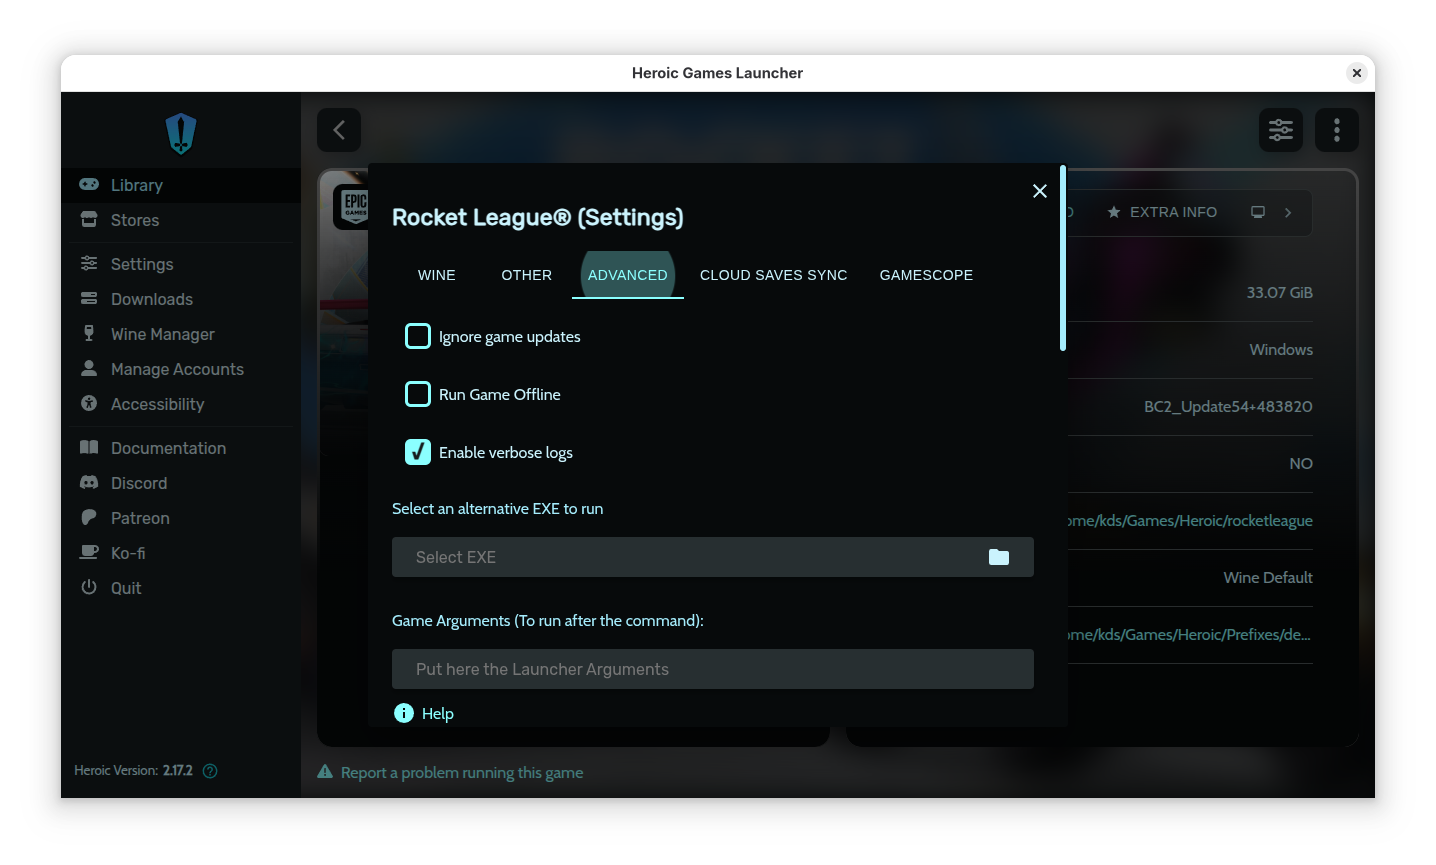 Heroic Games Launcher
Library
Stores
Settings
Downloads
Wine Manager
Manage Accounts
Accessibility
Documentation
Discord
Patreon
Ko-fi
Quit
Heroic Version: 2.17.2
EPIC
GAMES
Rocket League® (Settings)
WINE OTHER ADVANCED CLOUD SAVES SYNC GAMESCOPE
Ignore game updates
Run Game Offline
Enable verbose logs
Select an alternative EXE to run
Select EXE
Game Arguments (To run after the command):
Put here the Launcher Arguments
Help
EXTRA INFO
33.07 GiB
Windows
BC2_Update54+483820
NO
ome/kds/Games/Heroic/rocketleague
Wine Default
ome/kds/Games/Heroic/Prefixes/de...
Report a problem running this game